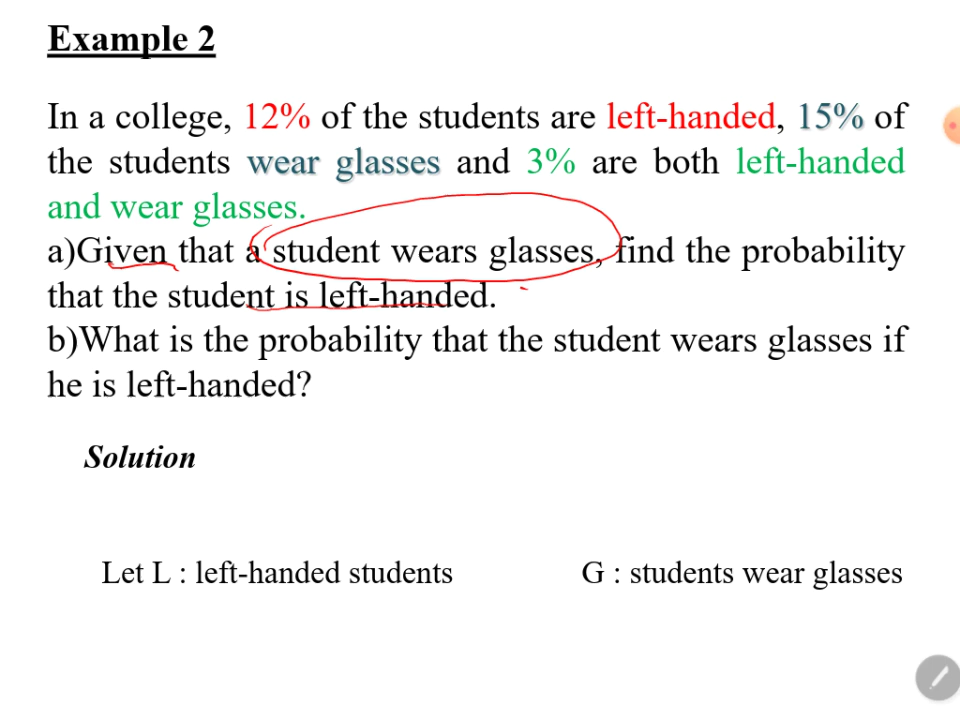 Example 2
In a college, 12% of the students are left-handed, 15% of
the students wear glasses and 3% are both left-handed
and wear glasses.
a)Given that a student wears glasses, find the probability
that the student is left-handed.
b)What is the probability that the student wears glasses if
he is left-handed?
Solution
Let L : left-handed students G : students wear glasses